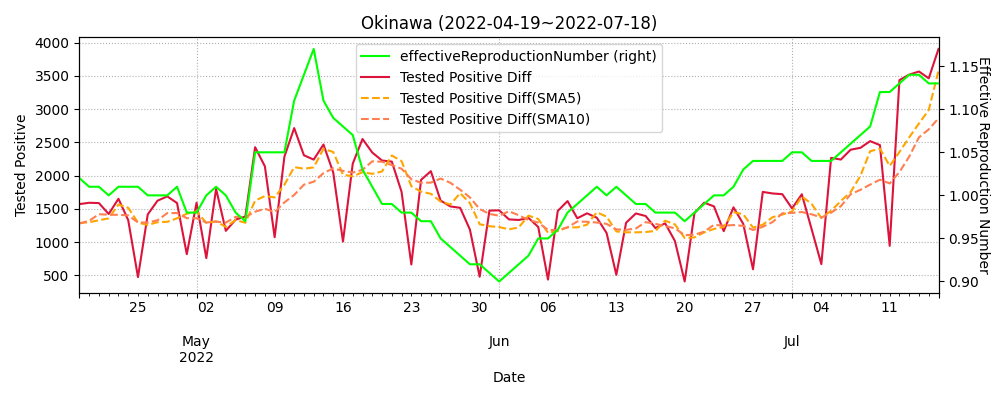 Okinawa (2022-04-19~2022-07-18)
effectiveReproductionNumber (right)
Tested Positive Diff
Tested Positive Diff(SMA5)
Tested Positive Diff(SMA10)
Tested Positive
4000
3500
3000
2500
2000
1500
1000
500
1.15
1.10
1.05
1.00
0.95
0.90
Effective Reproduction Number
25 02 09 16 23 30 06 13 20 27 04 11
May Jun Jul
2022
Date